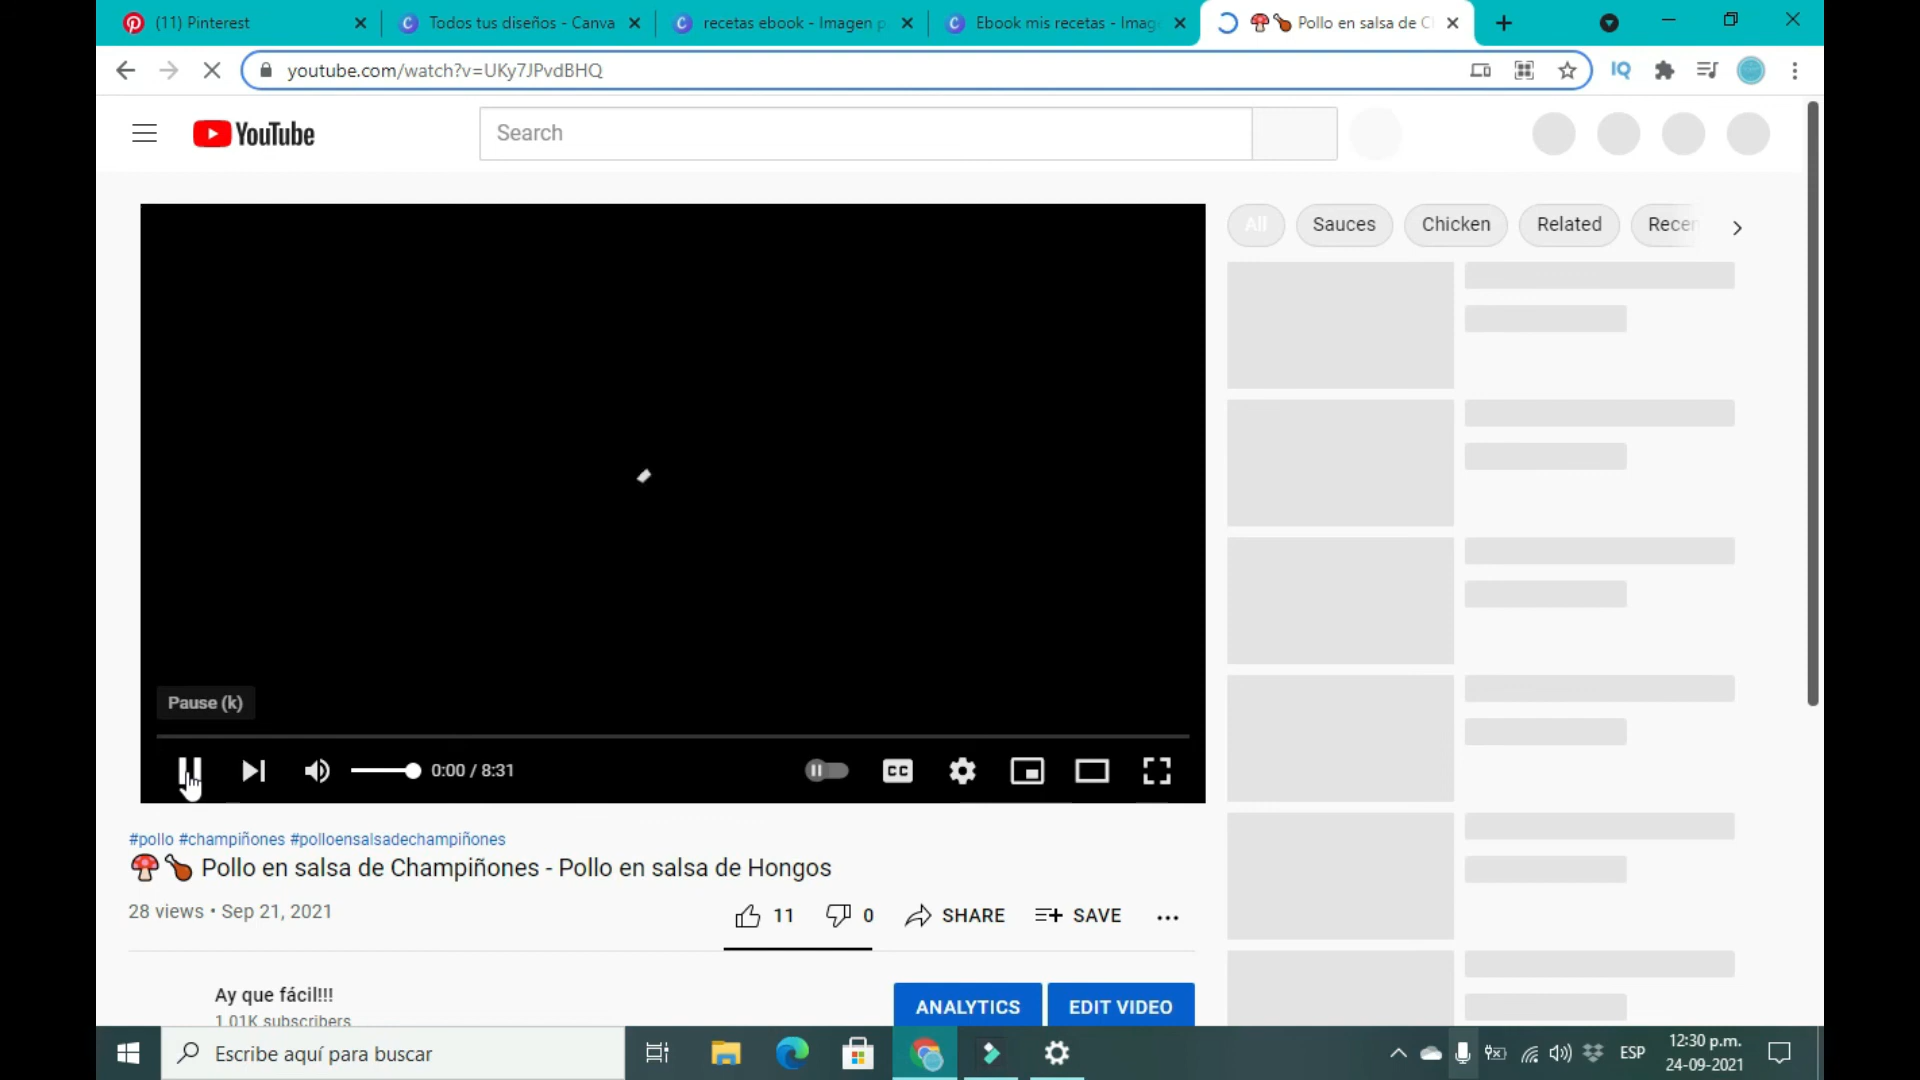 (11) Pinterest
Todos tus diseños - Canva
recetas ebook - Imagen p
Ebook mis recetas - Imag
Pollo en salsa de C
youtube.com/watch?v=UKy7JPvdBHQ
IQ
YouTube
Search
All
Sauces
Chicken
Related
Recen
Pause (k)
0:00 / 8:31
CC
#pollo #champiñones #polloensalsadechampiñones
Pollo en salsa de Champiñones - Pollo en salsa de Hongos
28 views • Sep 21, 2021
11
0
SHARE
SAVE
Ay que fácil!!!
1.01K subscribers
ANALYTICS
EDIT VIDEO
Escribe aquí para buscar
ESP
12:30 p.m.
24-09-2021